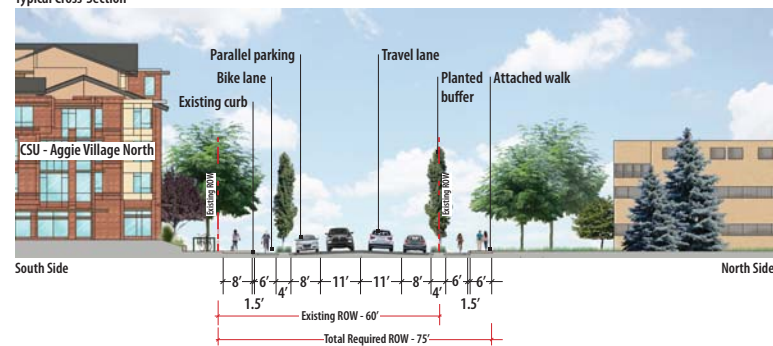 Typical Cross-Section
Parallel parking
Travel lane
Bike lane
Planted
buffer
Attached walk
Existing curb
CSU - Aggie Village North
Existing ROW
Existing ROW
South Side
North Side
8' 6' 8' 11' 11' 8' 6' 6'
4' 4'
1.5' 1.5'
Existing ROW - 60'
Total Required ROW - 75'